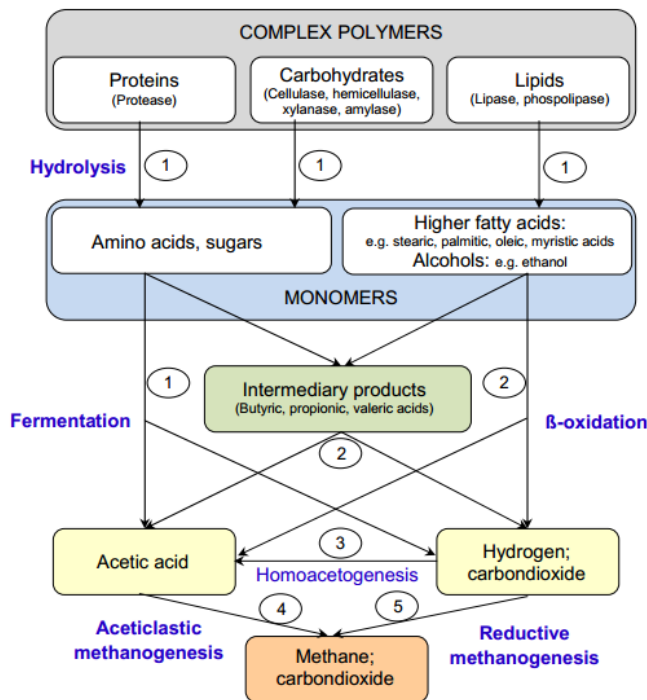 COMPLEX POLYMERS
Proteins
(Protease)
Carbohydrates
(Cellulase, hemicellulase,
xylanase, amylase)
Lipids
(Lipase, phospolipase)
Hydrolysis
1
1
1
Amino acids, sugars
Higher fatty acids:
e.g. stearic, palmitic, oleic, myristic acids
Alcohols: e.g. ethanol
MONOMERS
1
Intermediary products
(Butyric, propionic, valeric acids)
2
Fermentation
ß-oxidation
2
Acetic acid
3
Homoacetogenesis
Hydrogen;
carbondioxide
4
5
Aceticlastic
methanogenesis
Reductive
methanogenesis
Methane;
carbondioxide